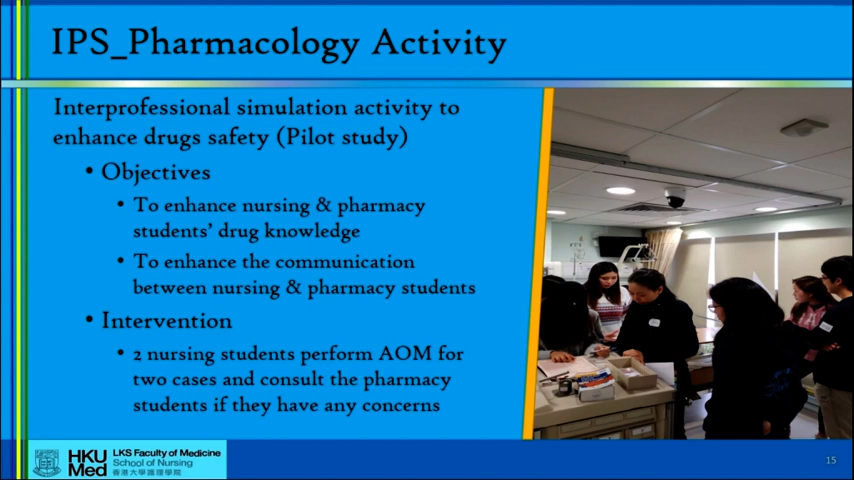 IPS_Pharmacology Activity
Interprofessional simulation activity to
enhance drugs safety (Pilot study)
• Objectives
• To enhance nursing & pharmacy
students’ drug knowledge
• To enhance the communication
between nursing & pharmacy students
• Intervention
• 2 nursing students perform AOM for
two cases and consult the pharmacy
students if they have any concerns
HKU
Med
LKS Faculty of Medicine
School of Nursing
香港大學護理學院
15